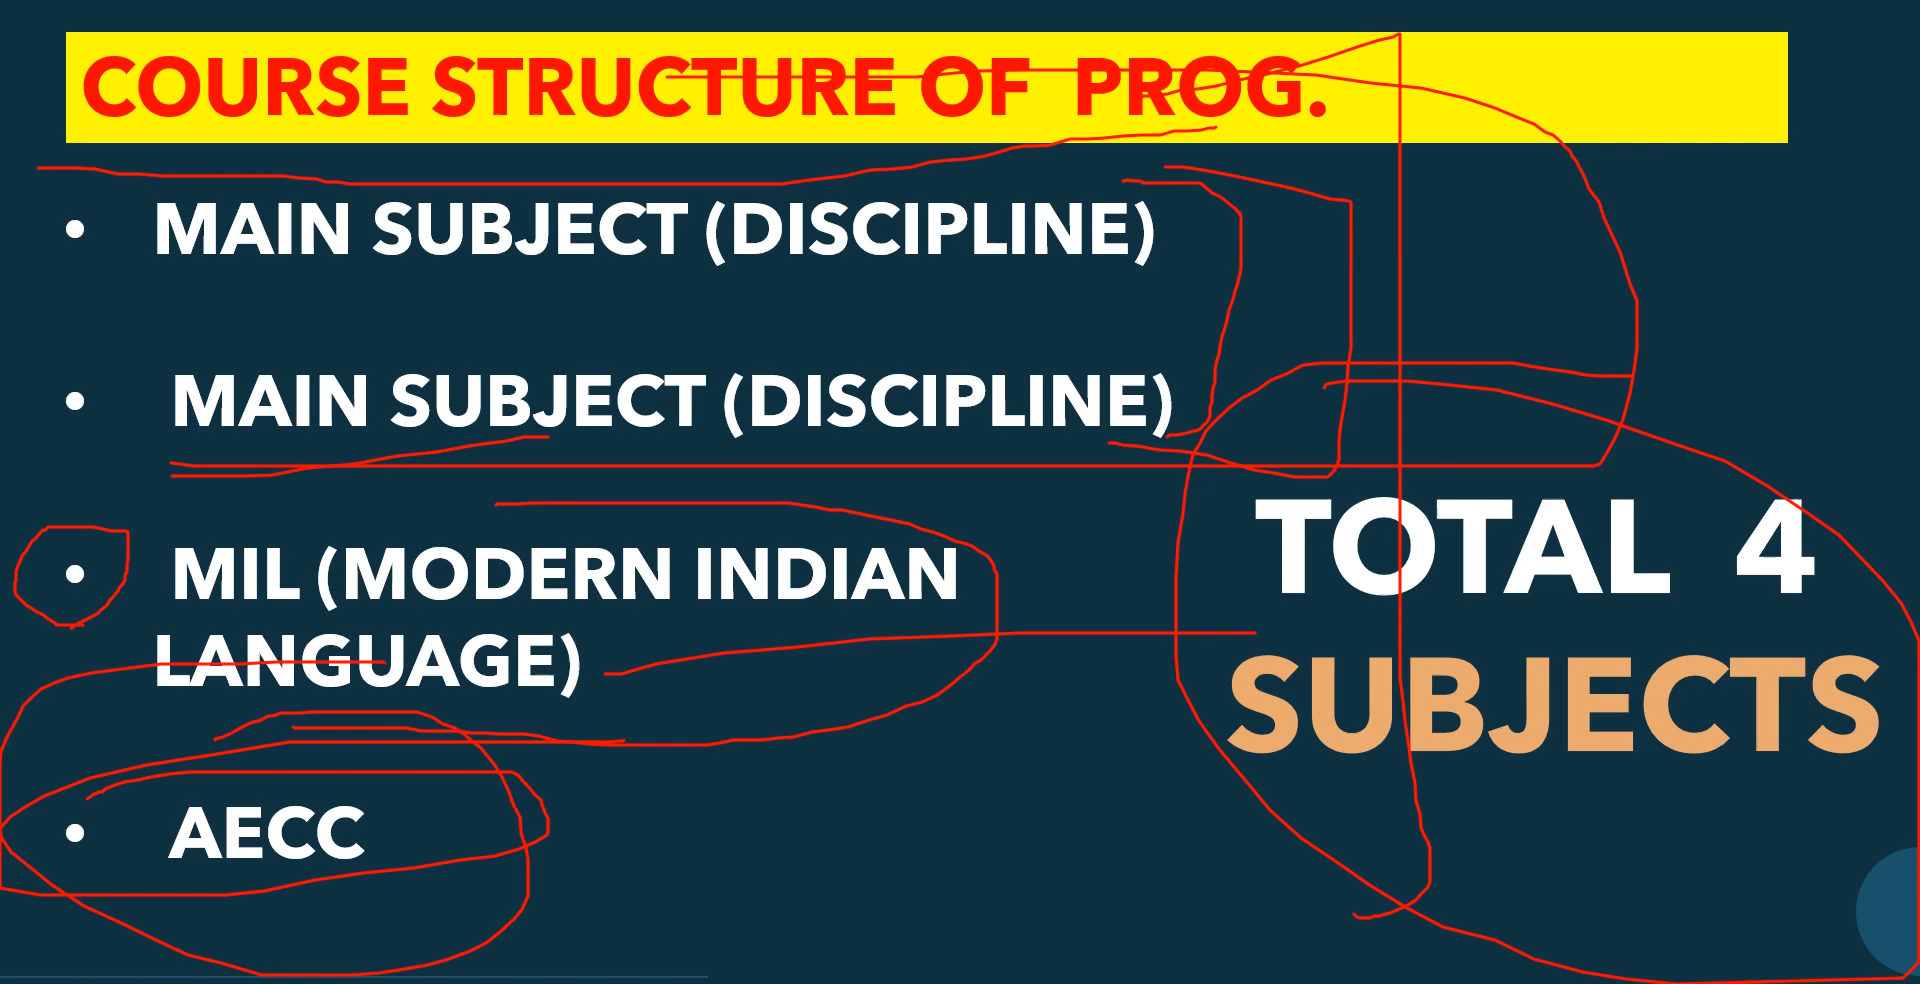 COURSE STRUCTURE OF PROG.
• MAIN SUBJECT (DISCIPLINE)
• MAIN SUBJECT (DISCIPLINE)
• MIL (MODERN INDIAN
LANGUAGE)
• AECC
TOTAL 4
SUBJECTS